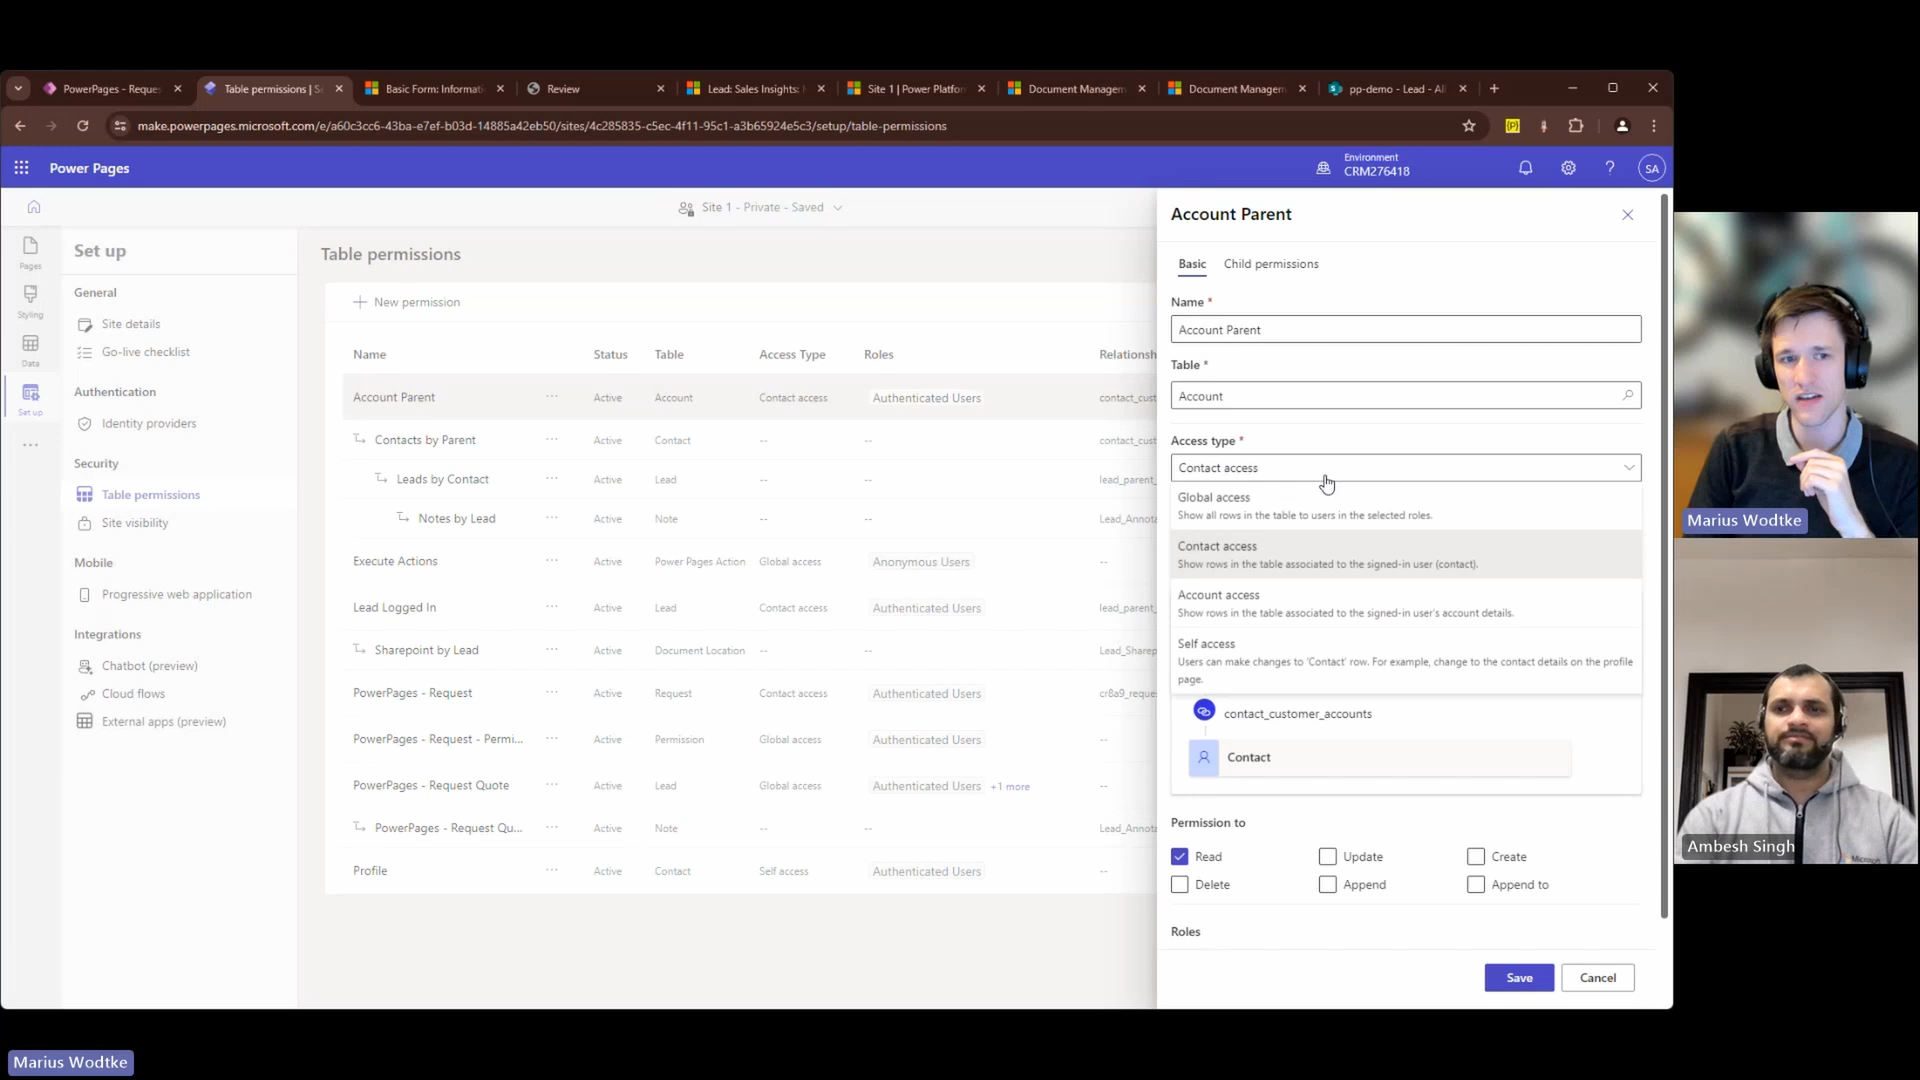 PowerPages - Reques
Table permissions | S
Basic Form: Informati
Review
Lead: Sales Insights:
Site 1 | Power Platfor
Document Managem
Document Managem
pp-demo - Lead - All
make.powerpages.microsoft.com/e/a60c3cc6-43ba-e7ef-b03d-14885a42eb50/sites/4c285835-c5ec-4f11-95c1-a3b65924e5c3/setup/table-permissions
Power Pages
Environment
CRM276418
SA
Site 1 - Private - Saved
Pages
Styling
Data
Set up
Set up
General
Site details
Go-live checklist
Authentication
Identity providers
Security
Table permissions
Site visibility
Mobile
Progressive web application
Integrations
Chatbot (preview)
Cloud flows
External apps (preview)
Table permissions
New permission
Name Status Table Access Type Roles Relationsh
Account Parent ... Active Account Contact access Authenticated Users contact_cust
Contacts by Parent ... Active Contact -- -- contact_cust
Leads by Contact ... Active Lead -- -- lead_parent_
Notes by Lead ... Active Note -- -- Lead_Annota
Execute Actions ... Active Power Pages Action Global access Anonymous Users --
Lead Logged In ... Active Lead Contact access Authenticated Users lead_parent_
Sharepoint by Lead ... Active Document Location -- -- Lead_Sharep
PowerPages - Request ... Active Request Contact access Authenticated Users cr8a9_reques
PowerPages - Request - Permi... ... Active Permission Global access Authenticated Users --
PowerPages - Request Quote ... Active Lead Global access Authenticated Users +1 more --
PowerPages - Request Qu... ... Active Note -- -- Lead_Annota
Profile ... Active Contact Self access Authenticated Users --
Account Parent
Basic Child permissions
Name *
Account Parent
Table *
Account
Access type *
Contact access
Global access
Show all rows in the table to users in the selected roles.
Contact access
Show rows in the table associated to the signed-in user (contact).
Account access
Show rows in the table associated to the signed-in user's account details.
Self access
Users can make changes to 'Contact' row. For example, change to the contact details on the profile
page.
contact_customer_accounts
Contact
Permission to
Read Update Create
Delete Append Append to
Roles
Save Cancel
Marius Wodtke
Ambesh Singh
Microsoft
Marius Wodtke